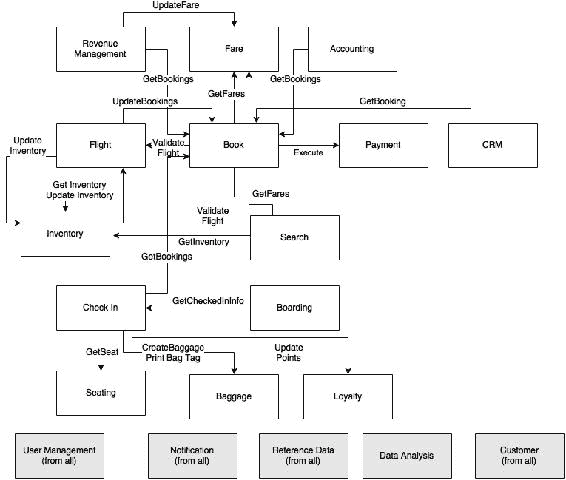 UpdateFare
Revenue
Management
Fare
Accounting
GetBookings
GetBookings
GetFares
UpdateBookings
GetBooking
Update
Inventory
Flight
Validate
Flight
Book
Execute
Payment
CRM
Get Inventory
Update Inventory
GetFares
Validate
Flight
Inventory
GetInventory
Search
GotBookings
Check In
GetCheckedinInfo
Boarding
GetSeat
CreateBaggage
Print Bag Tag
Update
Points
Seating
Baggage
Loyalty
User Management
(from all)
Notification
(from all)
Reference Data
(from all)
Data Analysis
Customer
(from all)